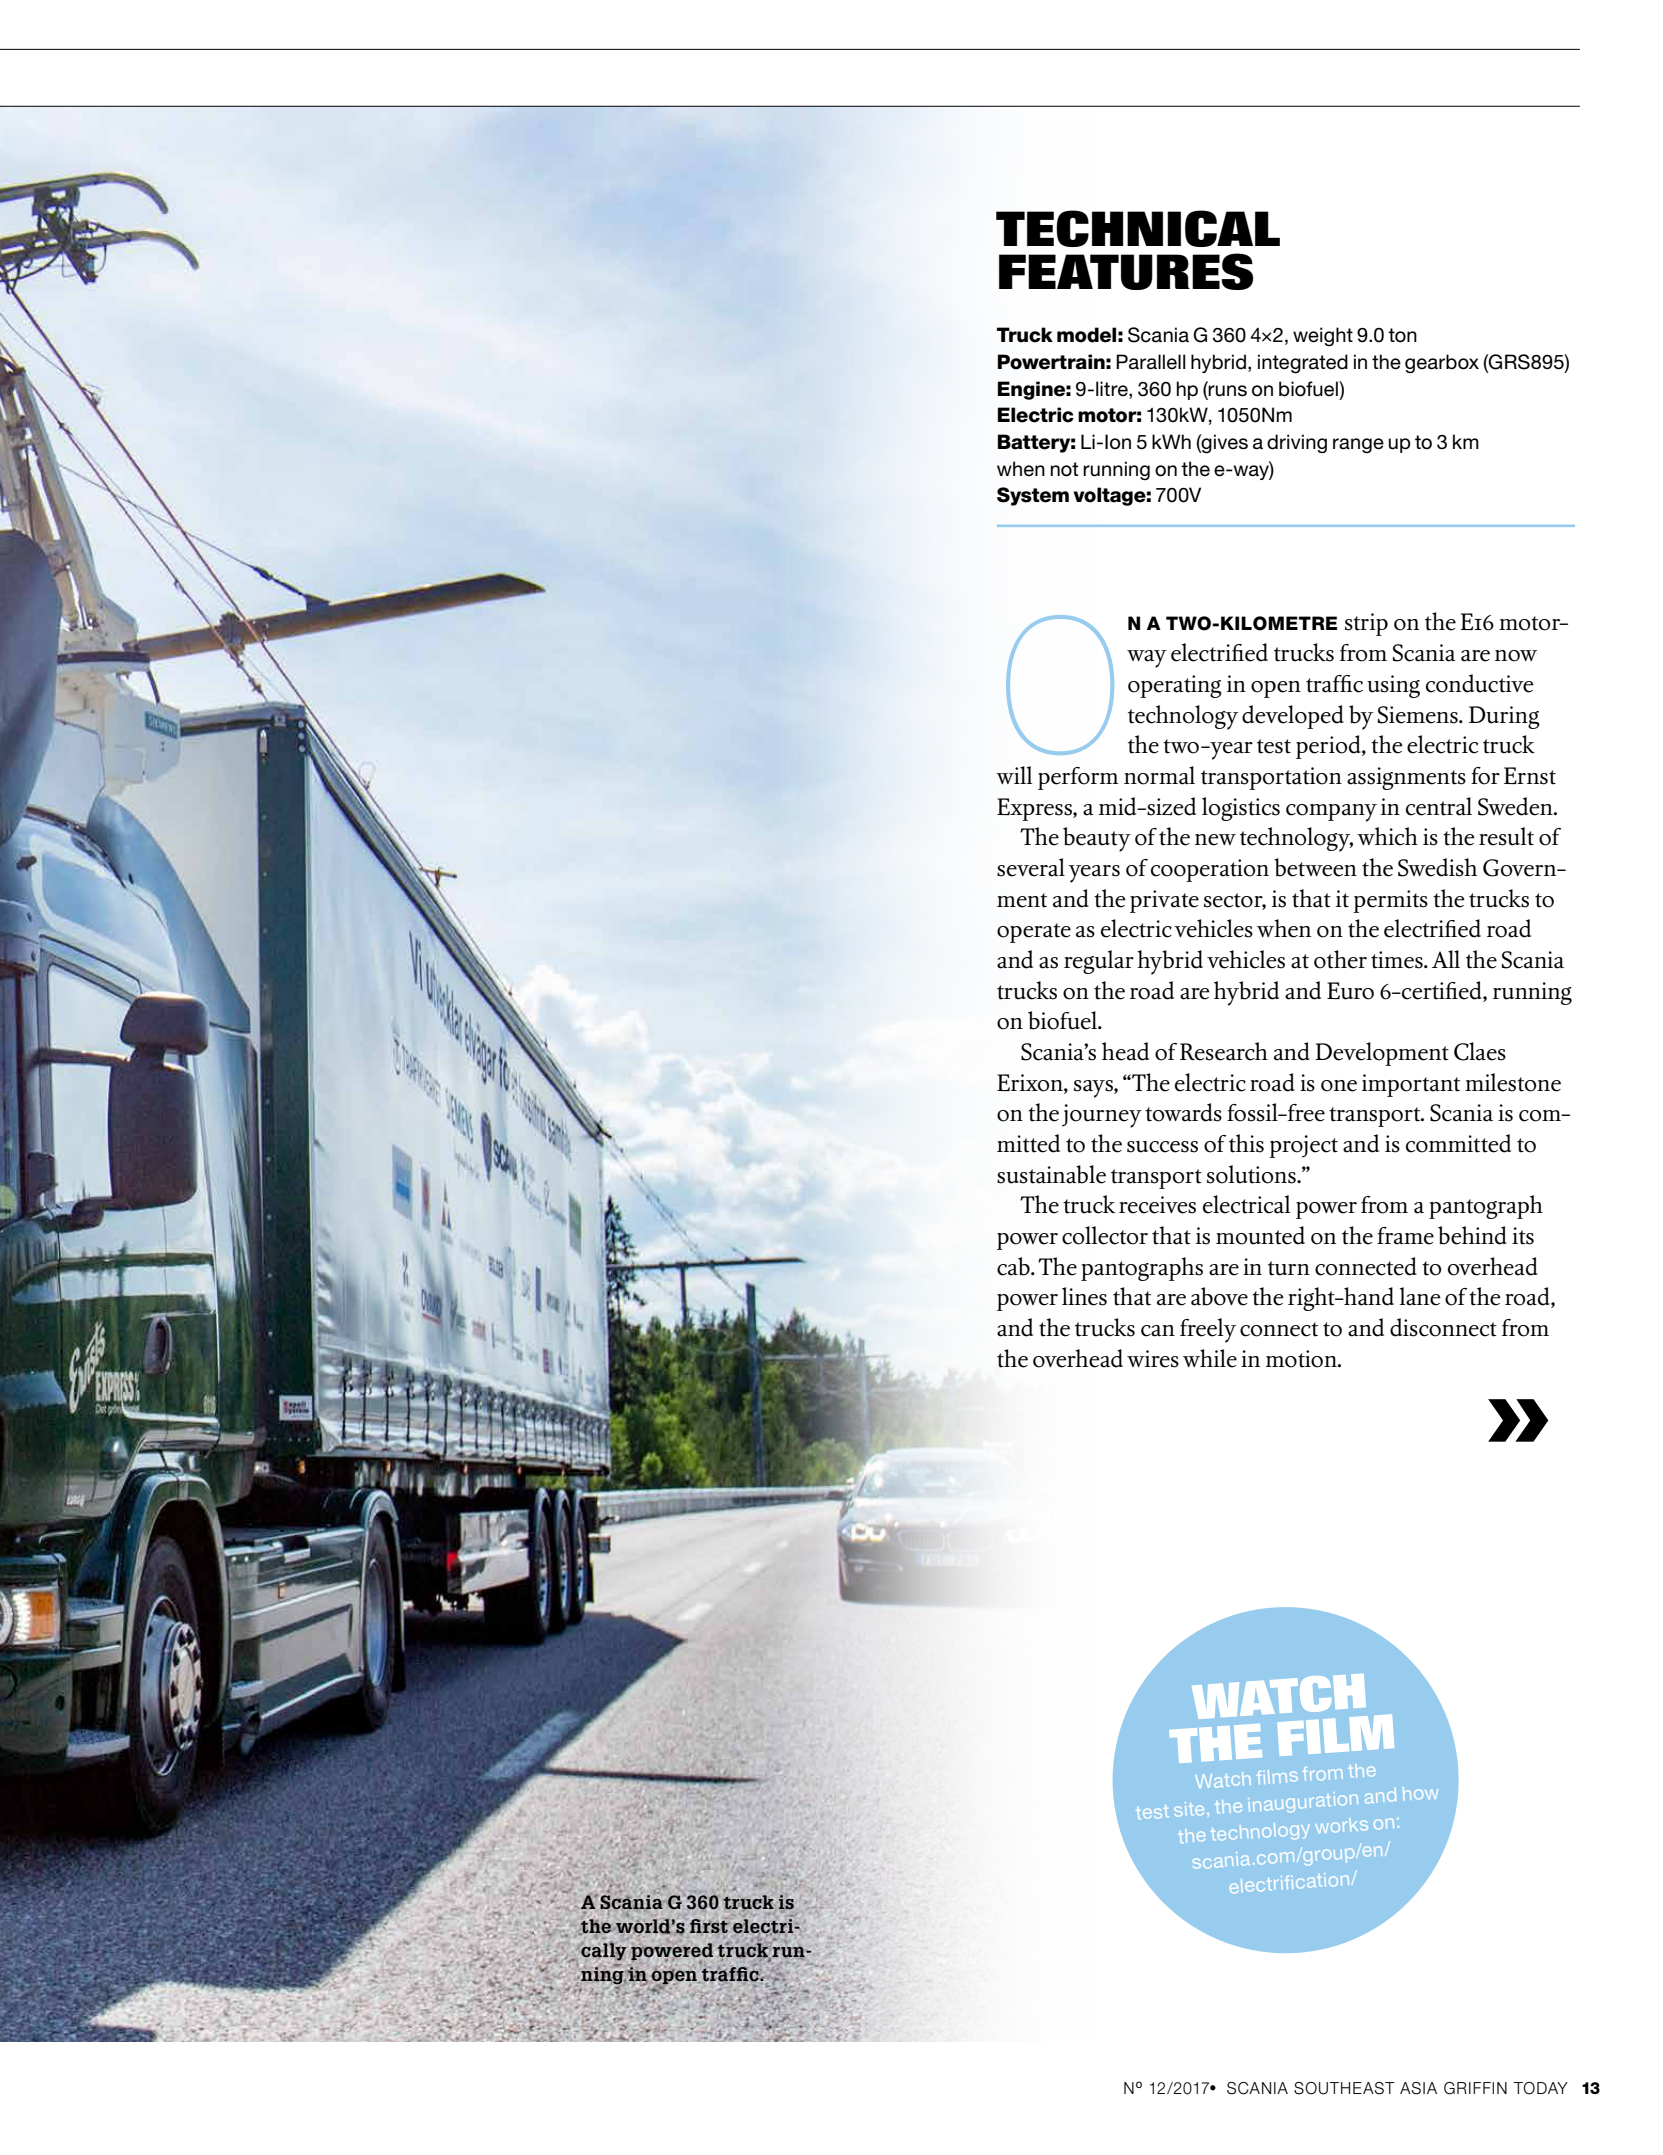 TECHNICAL
FEATURES
Truck model: Scania G 360 4×2, weight 9.0 ton
Powertrain: Parallell hybrid, integrated in the gearbox (GRS895)
Engine: 9-litre, 360 hp (runs on biofuel)
Electric motor: 130kW, 1050Nm
Battery: Li-Ion 5 kWh (gives a driving range up to 3 km
when not running on the e-way)
System voltage: 700V
ON A TWO-KILOMETRE strip on the E16 motor-
way electrified trucks from Scania are now
operating in open traffic using conductive
technology developed by Siemens. During
the two-year test period, the electric truck
will perform normal transportation assignments for Ernst
Express, a mid-sized logistics company in central Sweden.
The beauty of the new technology, which is the result of
several years of cooperation between the Swedish Govern-
ment and the private sector, is that it permits the trucks to
operate as electric vehicles when on the electrified road
and as regular hybrid vehicles at other times. All the Scania
trucks on the road are hybrid and Euro 6-certified, running
on biofuel.
Scania's head of Research and Development Claes
Erixon, says, “The electric road is one important milestone
on the journey towards fossil-free transport. Scania is com-
mitted to the success of this project and is committed to
sustainable transport solutions.”
The truck receives electrical power from a pantograph
power collector that is mounted on the frame behind its
cab. The pantographs are in turn connected to overhead
power lines that are above the right-hand lane of the road,
and the trucks can freely connect to and disconnect from
the overhead wires while in motion.
SIEMENS
Vi utvecklar elvägar för ett fossilfritt samhälle
TRAFIKVERKET SIEMENS SCANIA
Ernsts
EXPRESS
WATCH
THE FILM
Watch films from the
test site, the inauguration and how
the technology works on:
scania.com/group/en/
electrification/
A Scania G 360 truck is
the world's first electri-
cally powered truck run-
ning in open traffic.
Nº 12/2017• SCANIA SOUTHEAST ASIA GRIFFIN TODAY 13